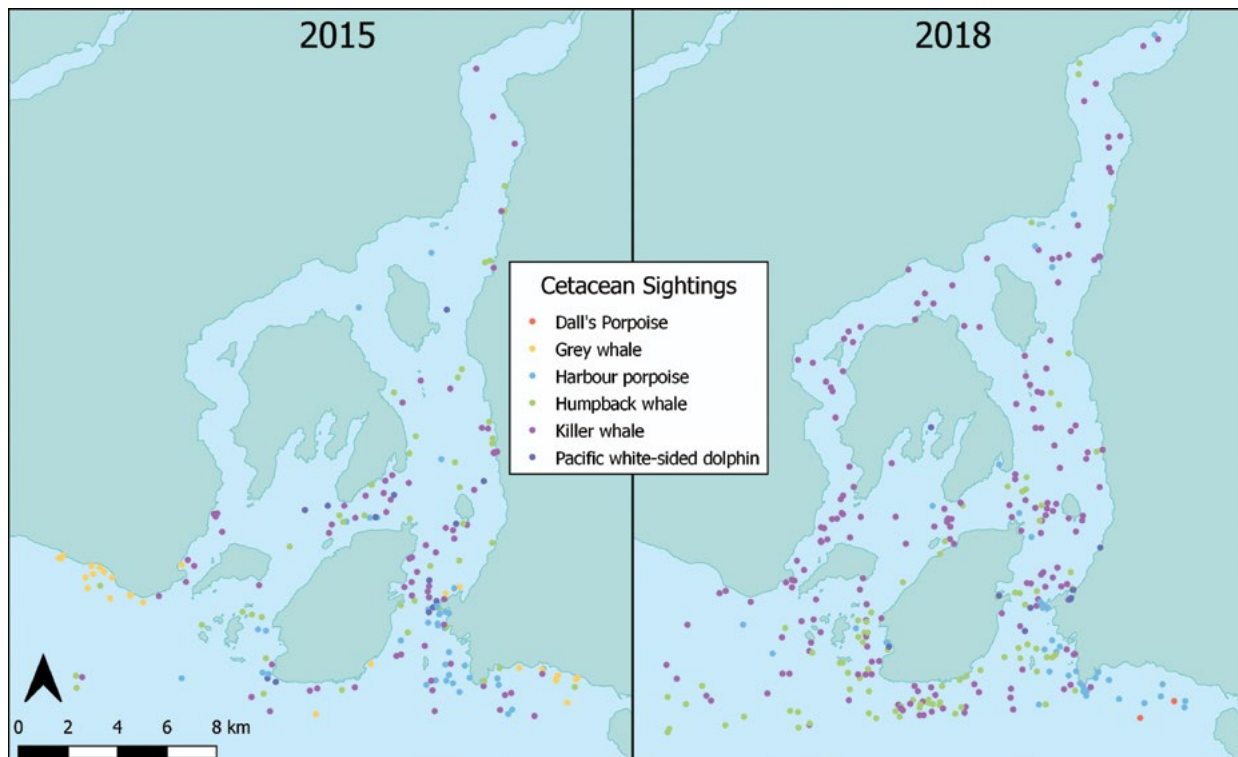 2015
2018
Cetacean Sightings
Dall's Porpoise
Grey whale
Harbour porpoise
Humpback whale
Killer whale
Pacific white-sided dolphin
0 2 4 6 8 km